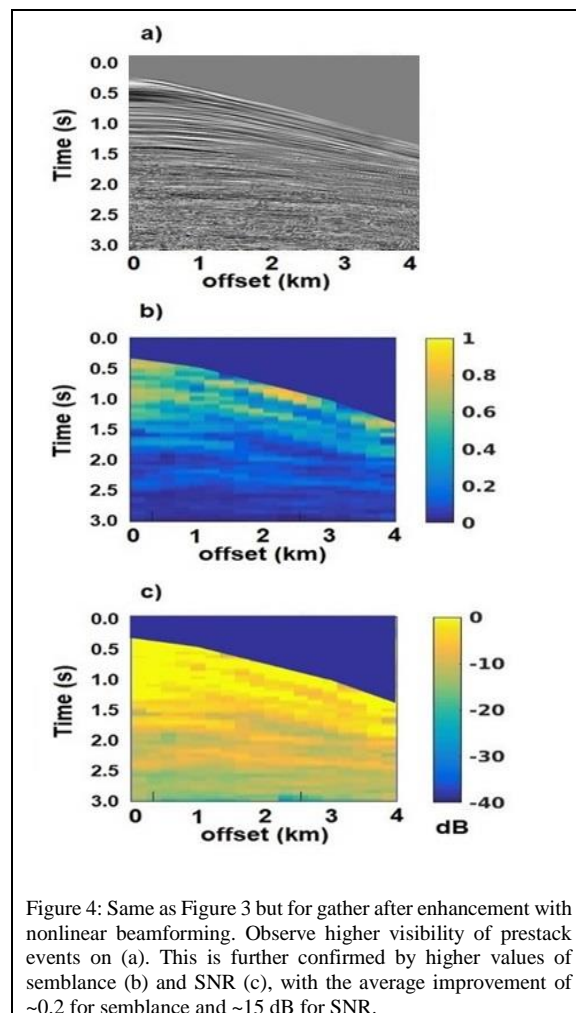 a)
0.0
0.5
1.0
1.5
2.0
2.5
3.0
Time (s)
0 1 2 3 4
offset (km)
b)
0.0
0.5
1.0
1.5
2.0
2.5
3.0
Time (s)
0 1 2 3 4
offset (km)
1
0.8
0.6
0.4
0.2
0
c)
0.0
0.5
1.0
1.5
2.0
2.5
3.0
Time (s)
0 1 2 3 4
offset (km)
0
-10
-20
-30
-40
dB
Figure 4: Same as Figure 3 but for gather after enhancement with
nonlinear beamforming. Observe higher visibility of prestack
events on (a). This is further confirmed by higher values of
semblance (b) and SNR (c), with the average improvement of
~0.2 for semblance and ~15 dB for SNR.